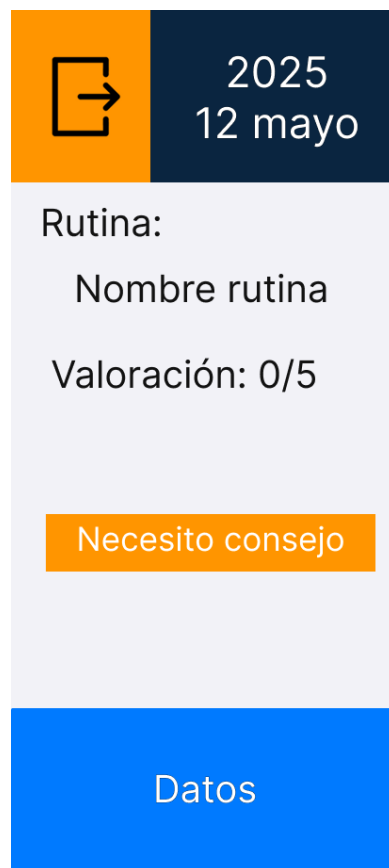 2025
12 mayo
Rutina:
Nombre rutina
Valoración: 0/5
Necesito consejo
Datos